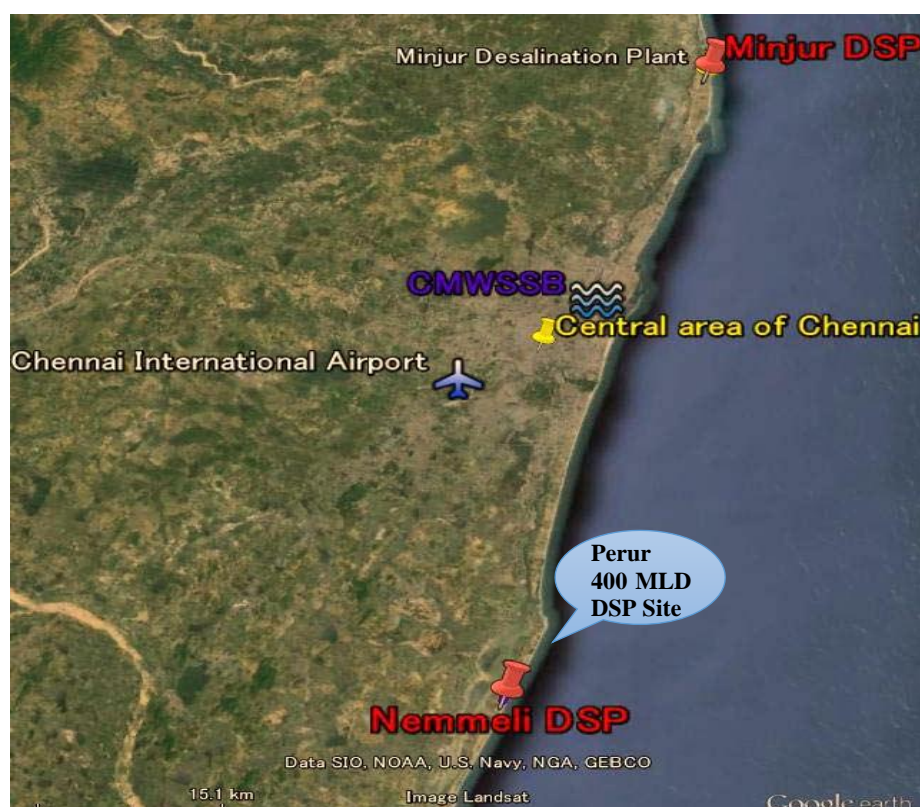 Minjur Desalination Plant
Minjur DSP
CMWSSB
Central area of Chennai
Chennai International Airport
Perur
400 MLD
DSP Site
Nemmeli DSP
Data SIO, NOAA, U.S. Navy, NGA, GEBCO
15.1 km
Image Landsat
Google earth